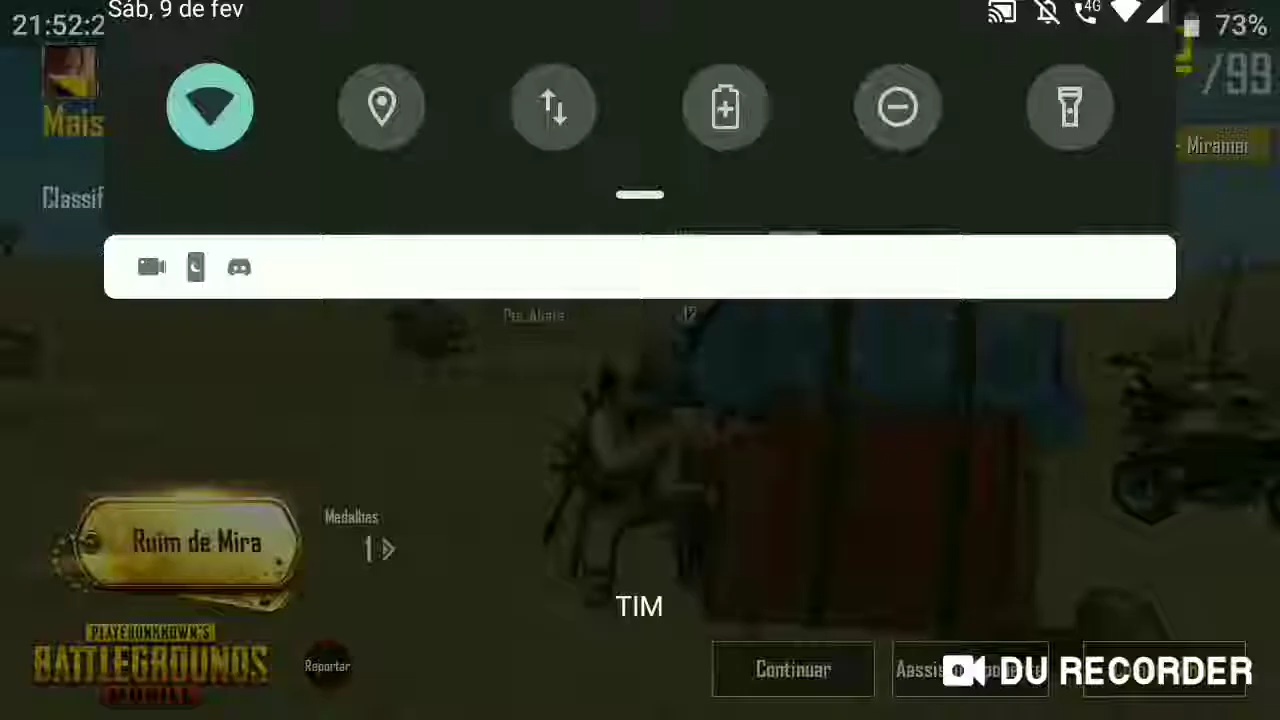 21:52:2
Sáb, 9 de fev
4G
73%
/99
Mais
Miramar
Classif
Medalhas
1
Ruim de Mira
TIM
PLAYERUNKNOWN'S
BATTLEGROUNDS
MOBILE
Reportar
Continuar
DU RECORDER